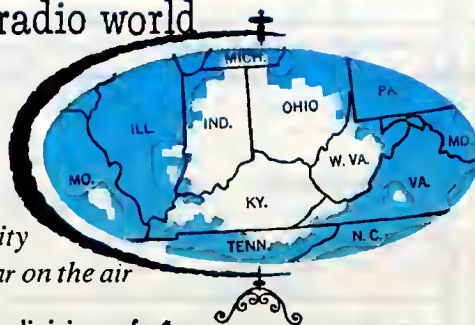 radio world
MICH.
PA.
ILL.
IND.
OHIO
MD.
W. VA.
MO.
VA.
KY.
TENN.
N. C.
ity
ar on the air